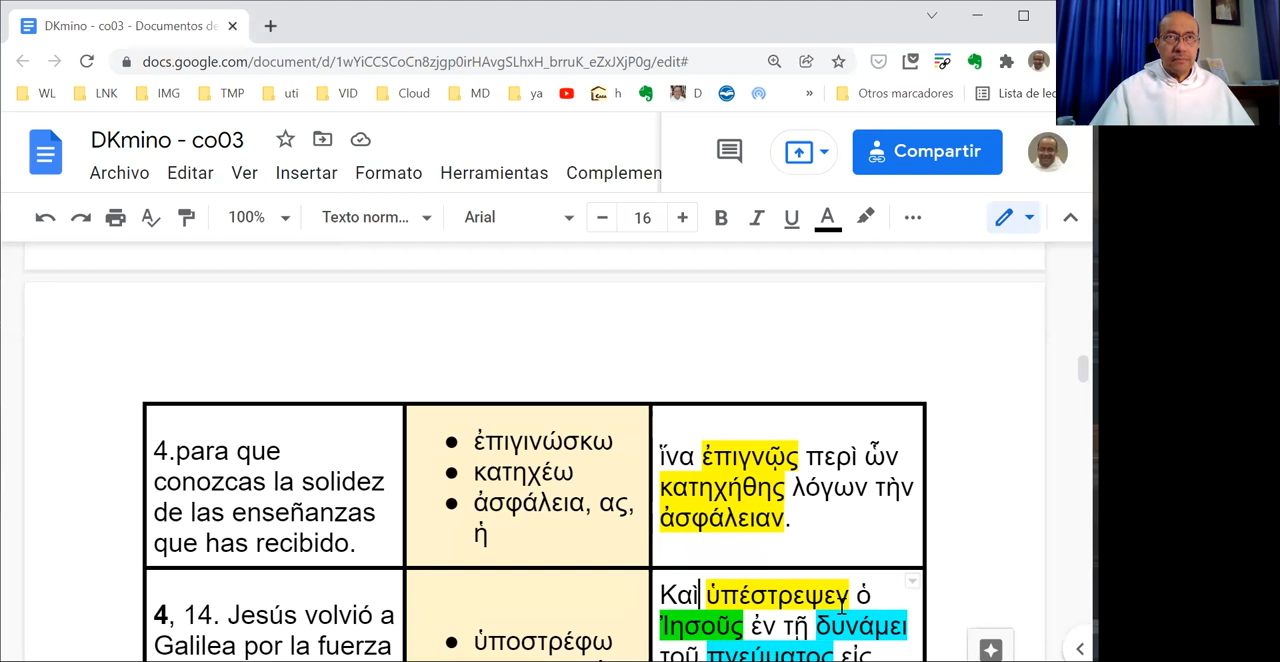 DKmino - co03 - Documentos de
docs.google.com/document/d/1wYiCCSCoCn8zjgp0irHAvgSLhxH_brruK_eZxJXjP0g/edit#
WL LNK IMG TMP uti VID Cloud MD ya h D » Otros marcadores Lista de lec
DKmino - co03
Compartir
Archivo Editar Ver Insertar Formato Herramientas Complemen
100% Texto norm... Arial 16 B I U A
4.para que
conozcas la solidez
de las enseñanzas
que has recibido.
ἐπιγινώσκω
κατηχέω
ἀσφάλεια, ας,
ἡ
ἵνα ἐπιγνῷς περὶ ὧν
κατηχήθης λόγων τὴν
ἀσφάλειαν.
4, 14. Jesús volvió a
Galilea por la fuerza
ὑποστρέφω
Καὶ ὑπέστρεψεν ὁ
Ἰησοῦς ἐν τῇ δυνάμει
τοῦ πνεύματος εἰς